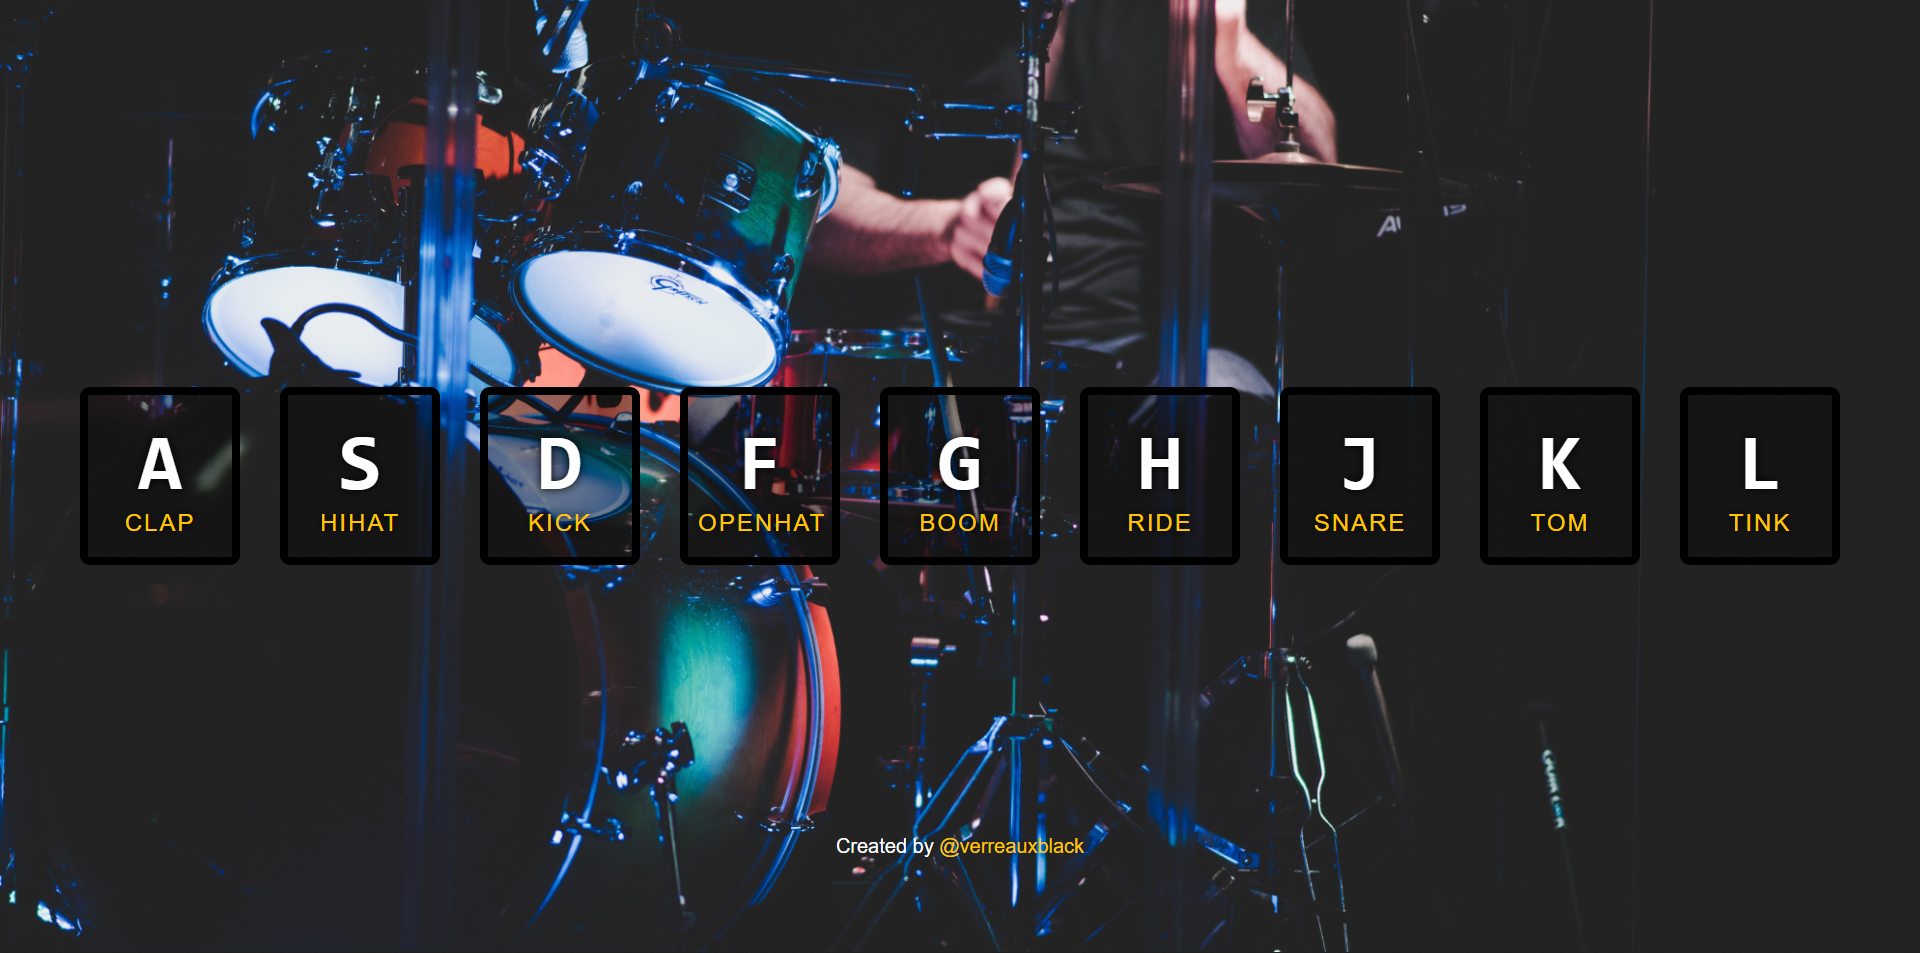 A S D F G H J K L
CLAP HIHAT KICK OPENHAT BOOM RIDE SNARE TOM TINK
Created by @verreauxblack